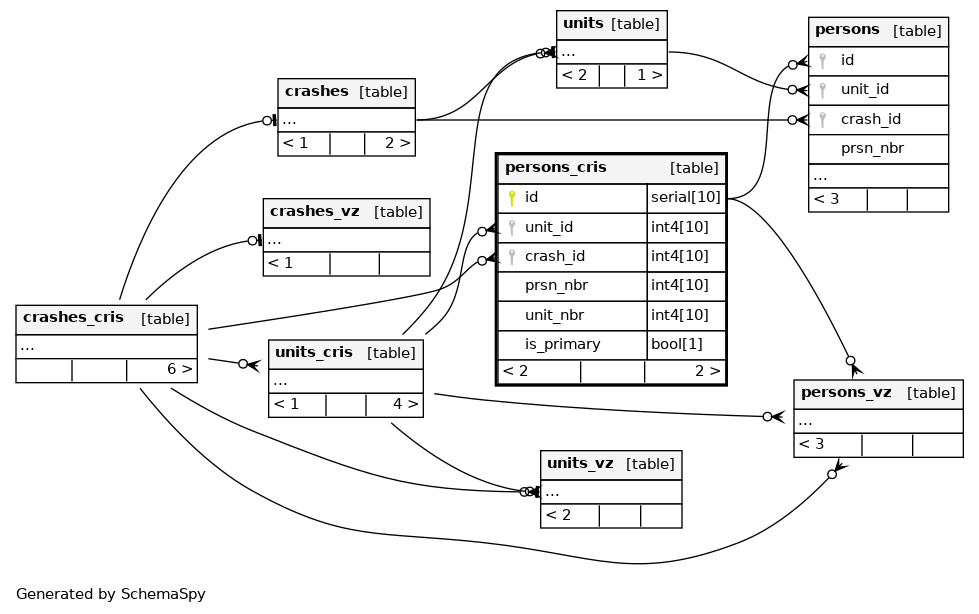 units [table]
...
< 2 1 >
persons [table]
id
unit_id
crash_id
prsn_nbr
...
< 3
crashes [table]
...
< 1 2 >
persons_cris [table]
id serial[10]
unit_id int4[10]
crash_id int4[10]
prsn_nbr int4[10]
unit_nbr int4[10]
is_primary bool[1]
< 2 2 >
crashes_vz [table]
...
< 1
crashes_cris [table]
...
6 >
units_cris [table]
...
< 1 4 >
persons_vz [table]
...
< 3
units_vz [table]
...
< 2
Generated by SchemaSpy